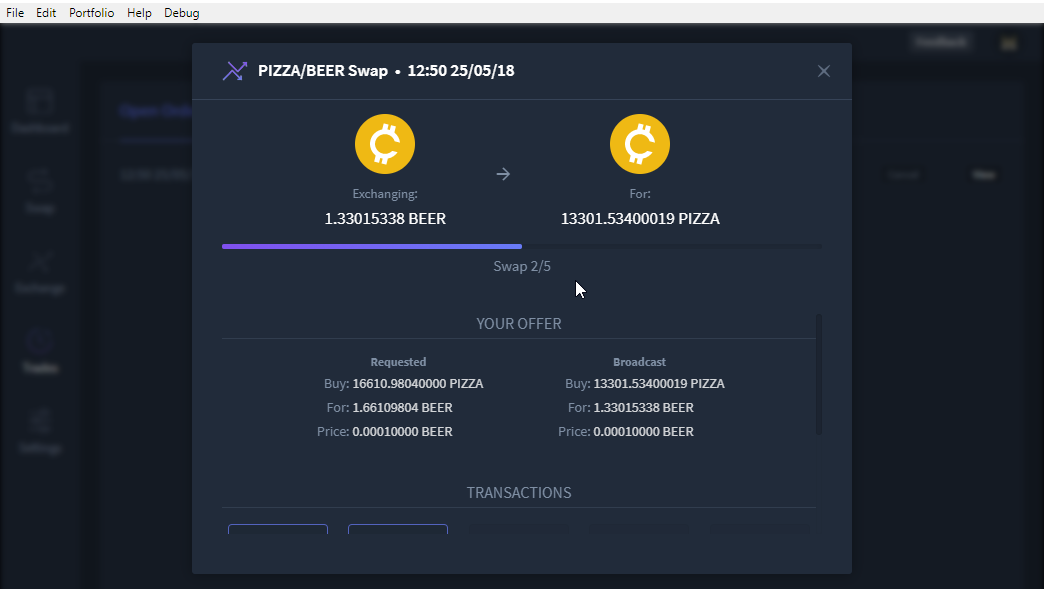 File Edit Portfolio Help Debug
Feedback
PIZZA/BEER Swap • 12:50 25/05/18
Dashboard
Exchanging:
For:
1.33015338 BEER
13301.53400019 PIZZA
Swap 2/5
Swap
Exchange
Trades
Settings
YOUR OFFER
Requested
Broadcast
Buy: 16610.98040000 PIZZA
Buy: 13301.53400019 PIZZA
For: 1.66109804 BEER
For: 1.33015338 BEER
Price: 0.00010000 BEER
Price: 0.00010000 BEER
TRANSACTIONS